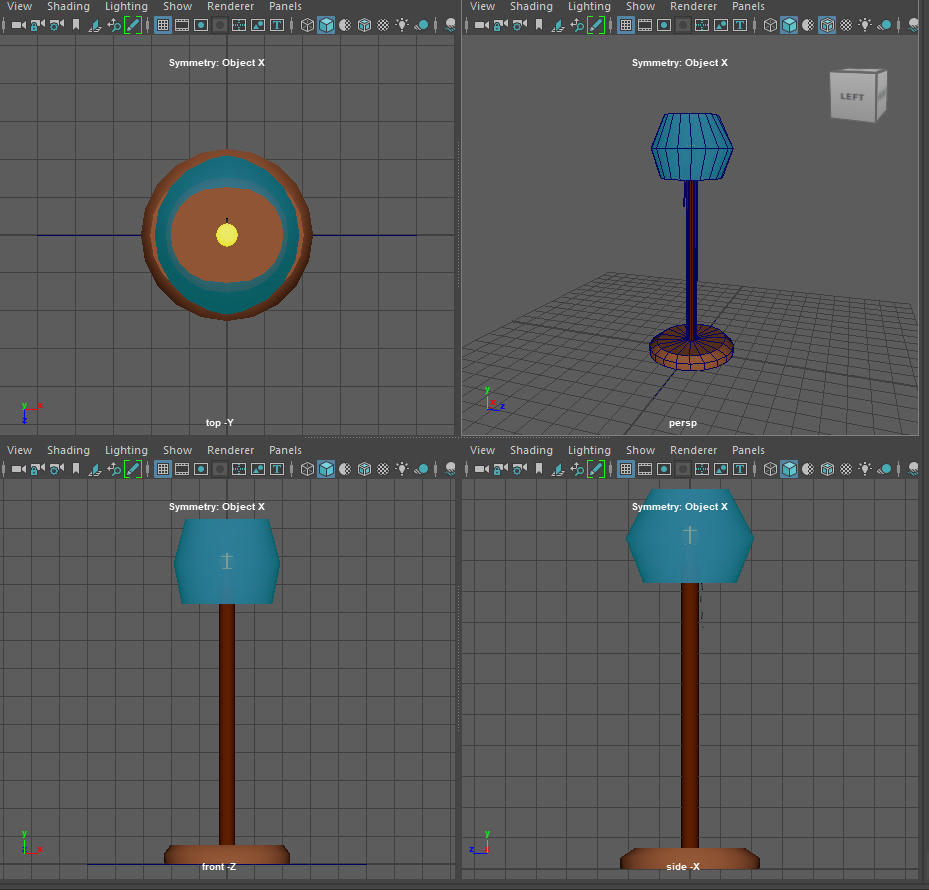 View Shading Lighting Show Renderer Panels
Symmetry: Object X
top -Y
y x z
View Shading Lighting Show Renderer Panels
Symmetry: Object X
LEFT
persp
y x z
View Shading Lighting Show Renderer Panels
Symmetry: Object X
front -Z
y x
View Shading Lighting Show Renderer Panels
Symmetry: Object X
side -X
y z